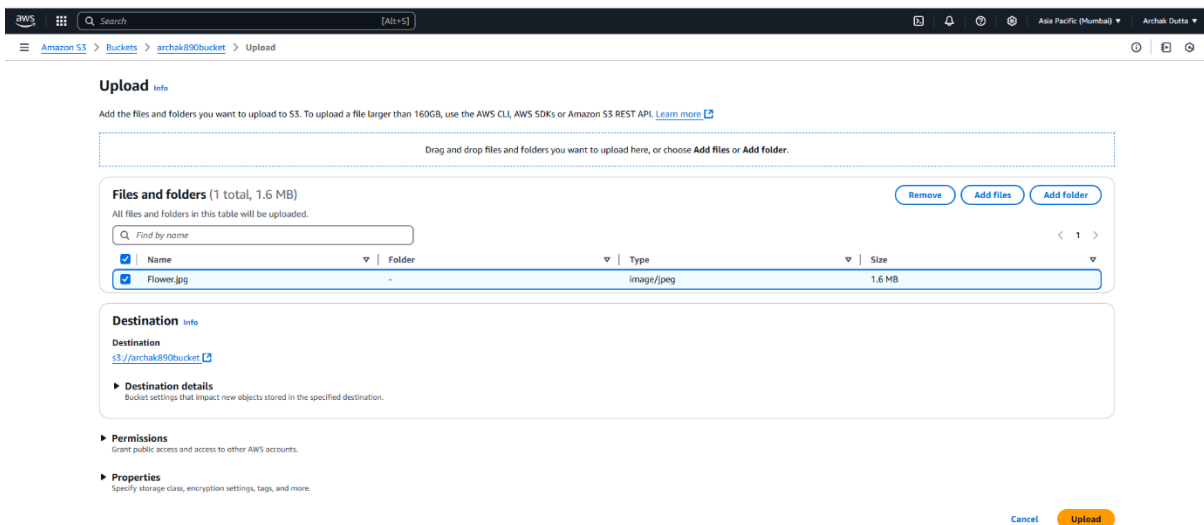 aws Search [Alt+S] Asia Pacific (Mumbai) Archak Dutta
Amazon S3 > Buckets > archak890bucket > Upload
Upload Info
Add the files and folders you want to upload to S3. To upload a file larger than 160GB, use the AWS CLI, AWS SDKs or Amazon S3 REST API. Learn more
Drag and drop files and folders you want to upload here, or choose Add files or Add folder.
Files and folders (1 total, 1.6 MB) Remove Add files Add folder
All files and folders in this table will be uploaded.
Find by name < 1 >
Name Folder Type Size
Flower.jpg - image/jpeg 1.6 MB
Destination Info
Destination
s3://archak890bucket
Destination details
Bucket settings that impact new objects stored in the specified destination.
Permissions
Grant public access and access to other AWS accounts.
Properties
Specify storage class, encryption settings, tags, and more.
Cancel Upload